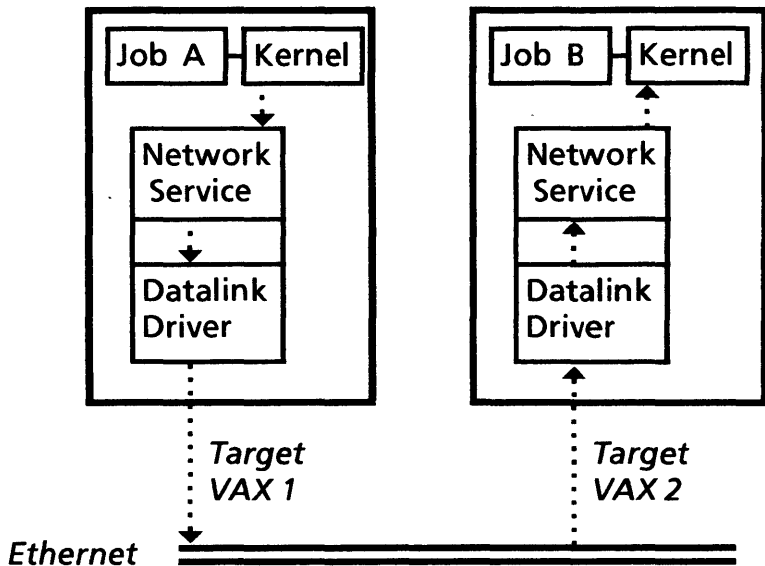 Job A
Kernel
Job B
Kernel
Network
Service
Network
Service
Datalink
Driver
Datalink
Driver
Target
VAX 1
Target
VAX 2
Ethernet